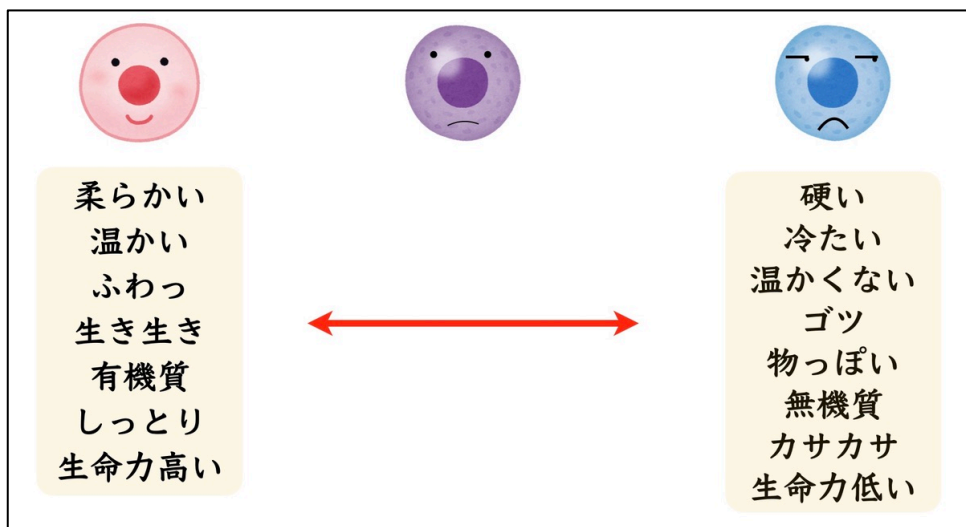 柔らかい
温かい
ふわっ
生き生き
有機質
しっとり
生命力高い
硬い
冷たい
温かくない
ゴツ
物っぽい
無機質
カサカサ
生命力低い